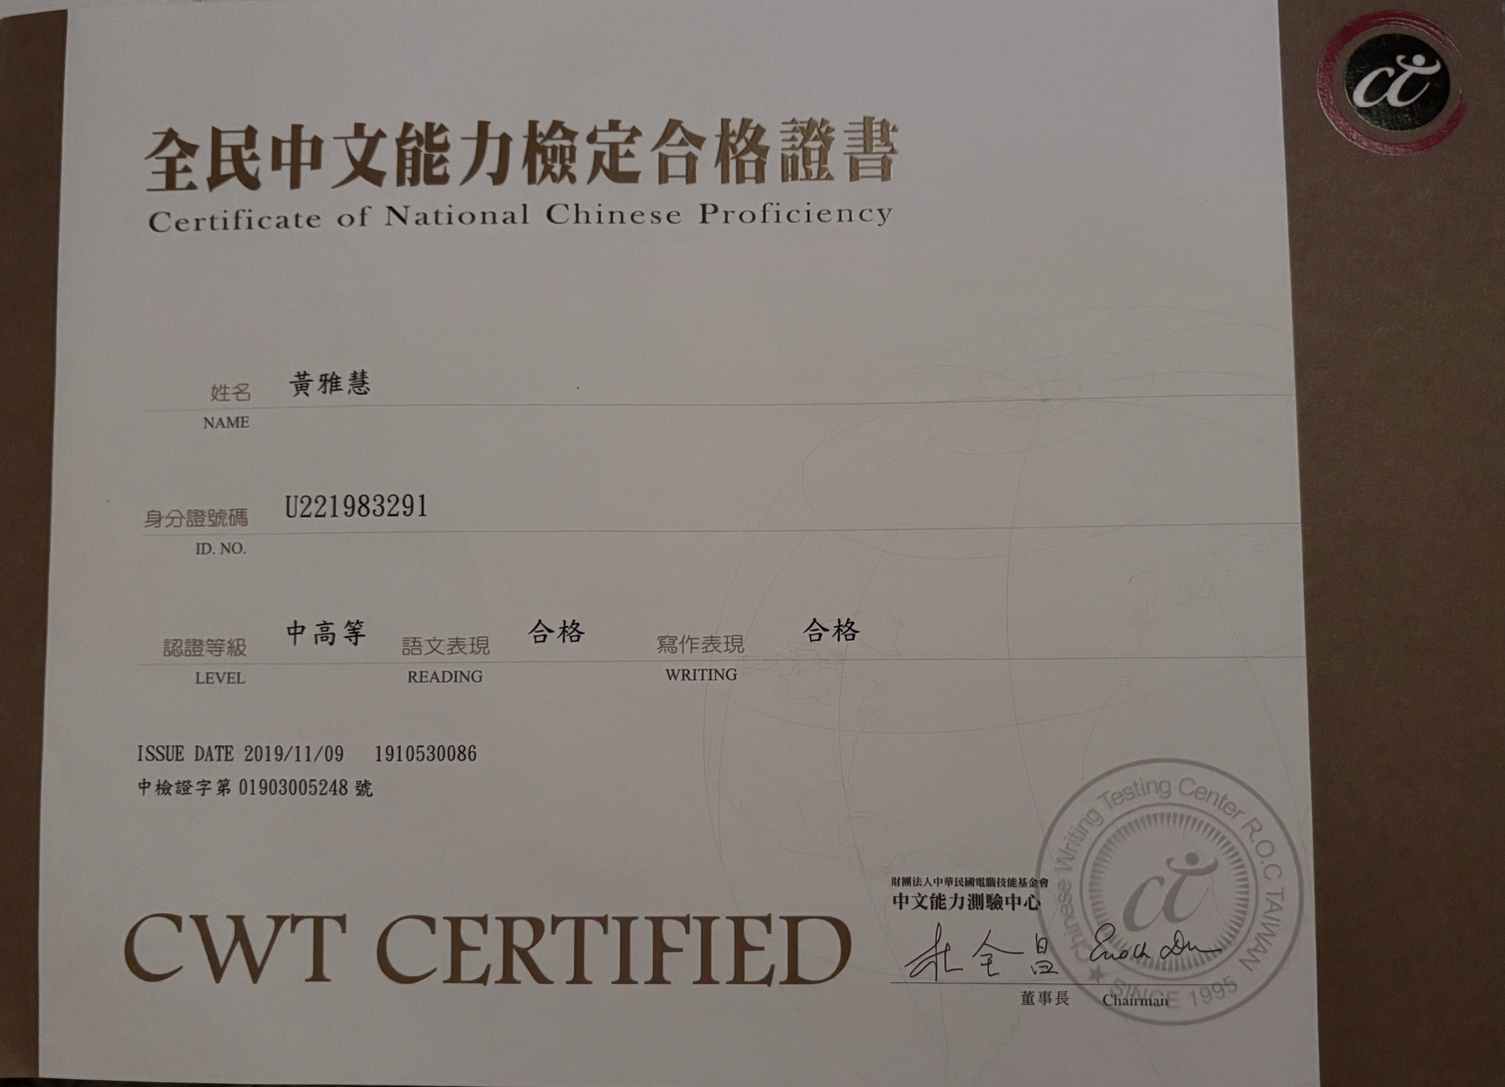 全民中文能力檢定合格證書
Certificate of National Chinese Proficiency
姓名 黃雅慧
NAME
身分證號碼 U221983291
ID. NO.
認證等級 中高等 語文表現 合格 寫作表現 合格
LEVEL READING WRITING
ISSUE DATE 2019/11/09 1910530086
中檢證字第 01903005248 號
CWT CERTIFIED
財團法人中華民國電腦技能基金會
中文能力測驗中心
杜全昌
董事長 Chairman
Chinese Writing Testing Center R.O.C TAIWAN
★ SINCE 1995
ct
ct